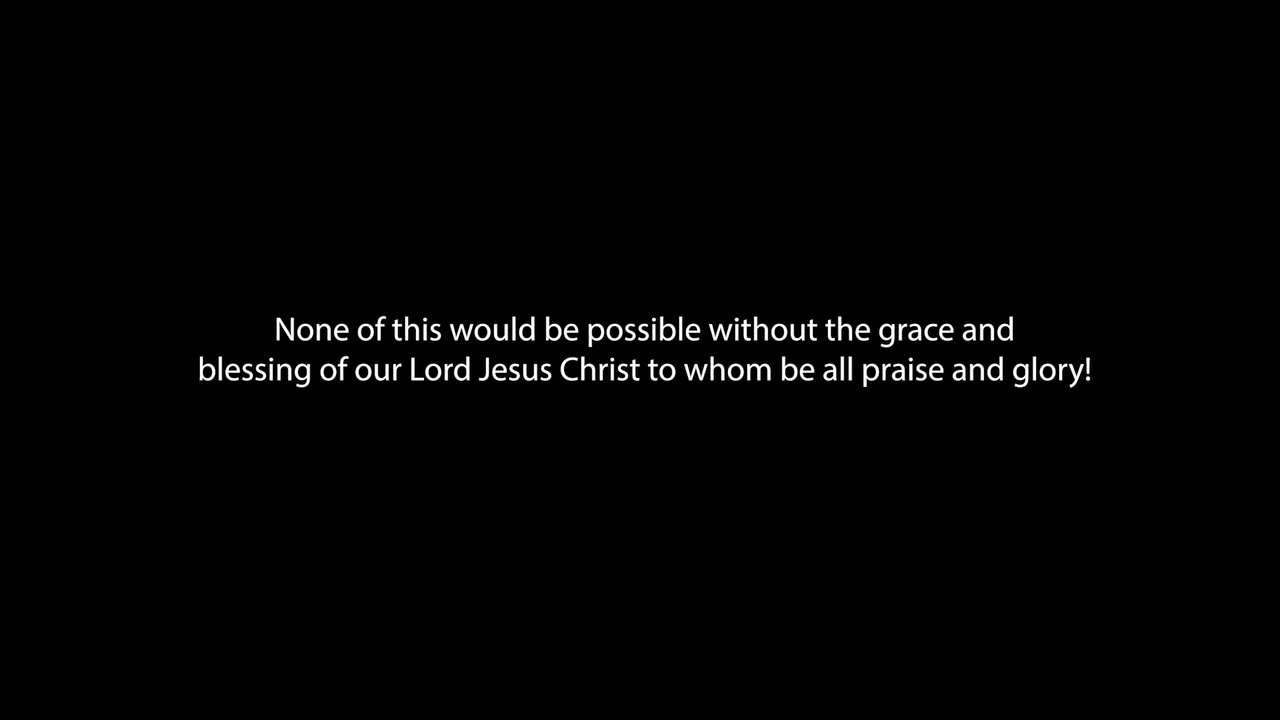 None of this would be possible without the grace and
blessing of our Lord Jesus Christ to whom be all praise and glory!